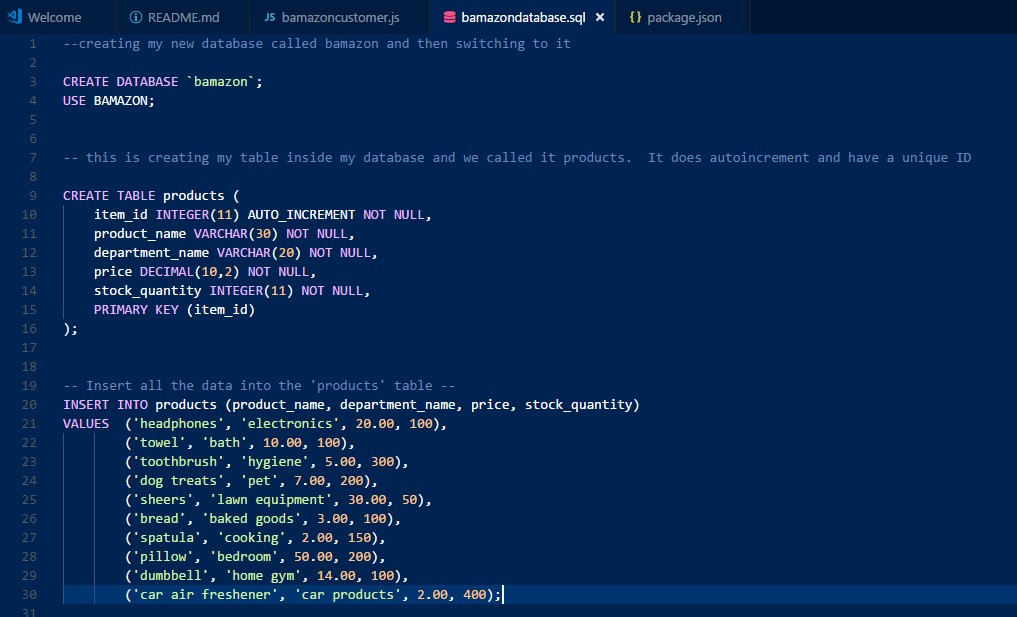 Welcome README.md JS bamazoncustomer.js bamazondatabase.sql × {} package.json
1 --creating my new database called bamazon and then switching to it
2
3 CREATE DATABASE `bamazon`;
4 USE BAMAZON;
5
6
7 -- this is creating my table inside my database and we called it products.  It does autoincrement and have a unique ID
8
9 CREATE TABLE products (
10 item_id INTEGER(11) AUTO_INCREMENT NOT NULL,
11 product_name VARCHAR(30) NOT NULL,
12 department_name VARCHAR(20) NOT NULL,
13 price DECIMAL(10,2) NOT NULL,
14 stock_quantity INTEGER(11) NOT NULL,
15 PRIMARY KEY (item_id)
16 );
17
18
19 -- Insert all the data into the 'products' table --
20 INSERT INTO products (product_name, department_name, price, stock_quantity)
21 VALUES  ('headphones', 'electronics', 20.00, 100),
22 ('towel', 'bath', 10.00, 100),
23 ('toothbrush', 'hygiene', 5.00, 300),
24 ('dog treats', 'pet', 7.00, 200),
25 ('sheers', 'lawn equipment', 30.00, 50),
26 ('bread', 'baked goods', 3.00, 100),
27 ('spatula', 'cooking', 2.00, 150),
28 ('pillow', 'bedroom', 50.00, 200),
29 ('dumbbell', 'home gym', 14.00, 100),
30 ('car air freshener', 'car products', 2.00, 400);
31